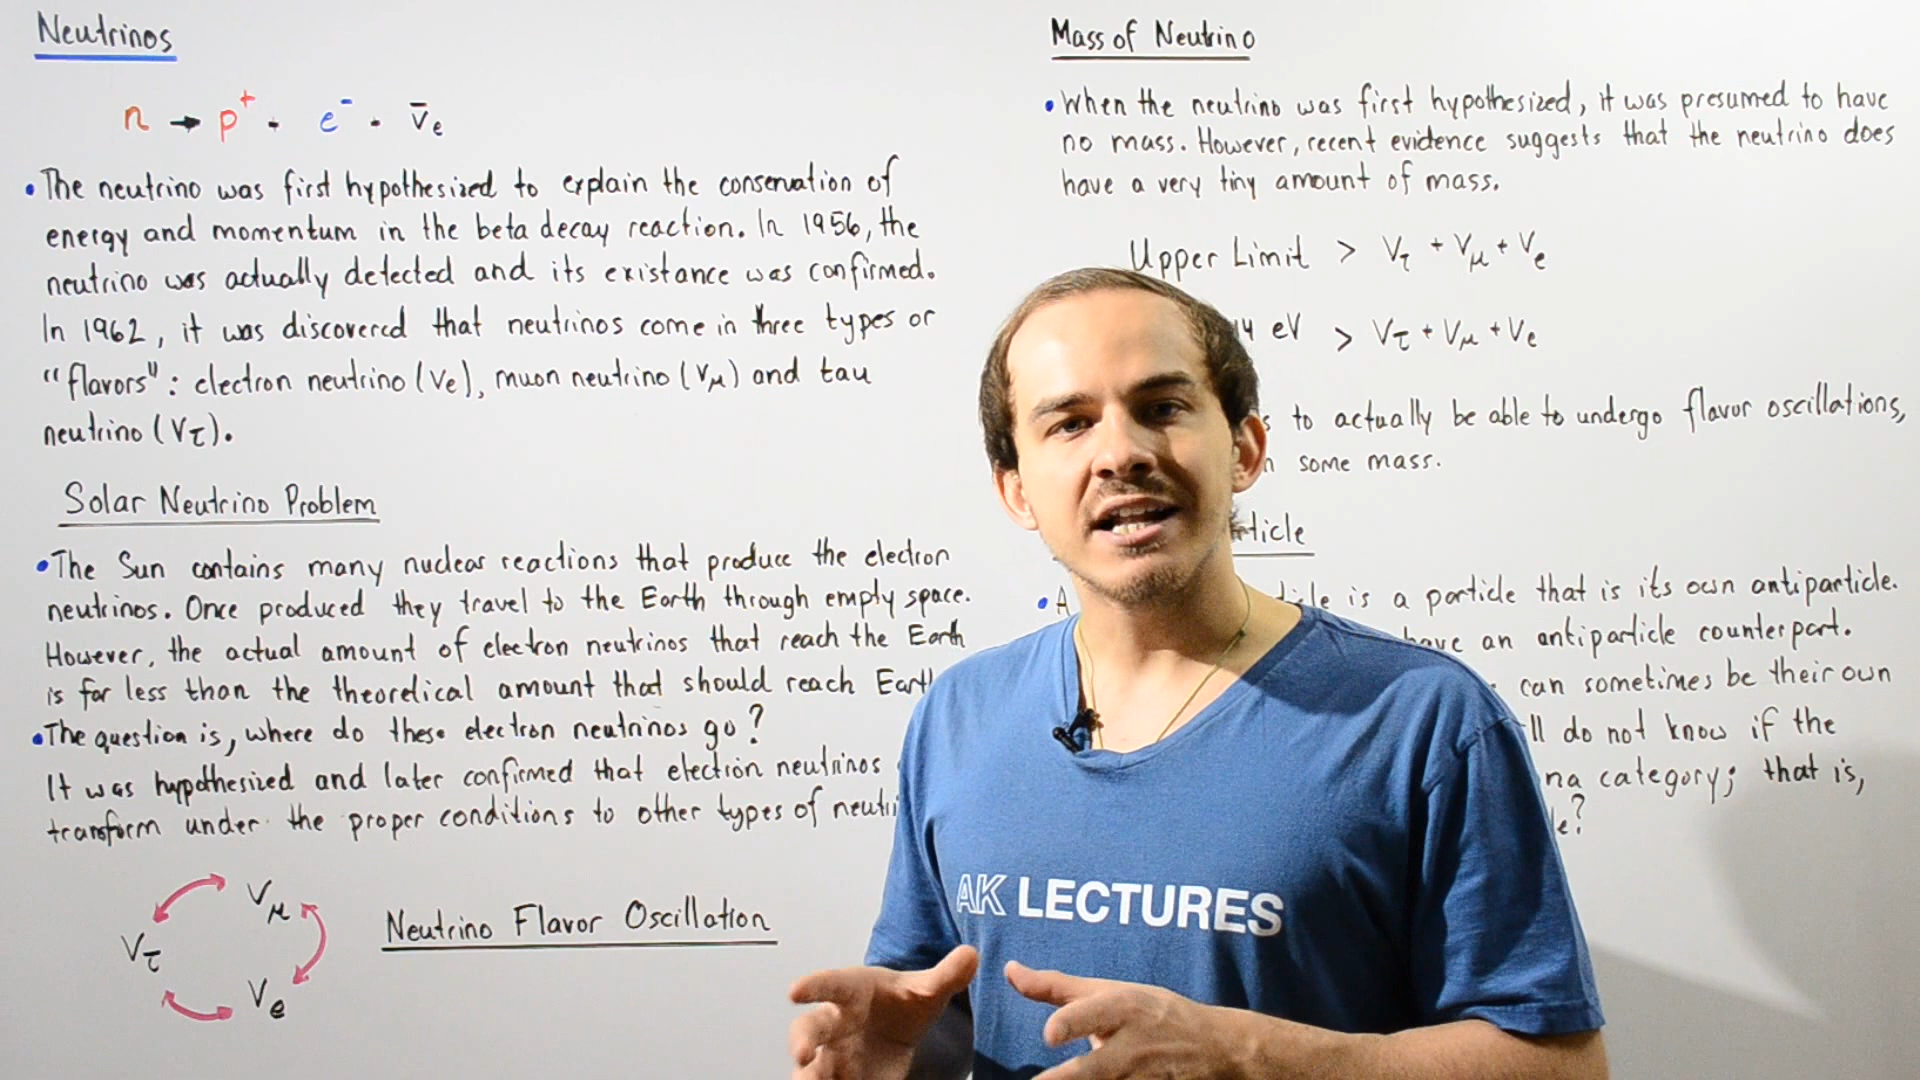 Neutrinos
n → p⁺ + e⁻ + ν̄e
• The neutrino was first hypothesized to explain the conservation of
energy and momentum in the beta decay reaction. In 1956, the
neutrino was actually detected and its existance was confirmed.
In 1962, it was discovered that neutrinos come in three types or
"flavors": electron neutrino (νe), muon neutrino (νμ) and tau
neutrino (ντ).
Solar Neutrino Problem
• The Sun contains many nuclear reactions that produce the electron
neutrinos. Once produced they travel to the Earth through empty space.
However, the actual amount of electron neutrinos that reach the Earth
is far less than the theoretical amount that should reach Earth
• The question is, where do these electron neutrinos go?
It was hypothesized and later confirmed that electron neutrinos
transform under the proper conditions to other types of neutri
νμ
ντ
νe
Neutrino Flavor Oscillation
Mass of Neutrino
• When the neutrino was first hypothesized, it was presumed to have
no mass. However, recent evidence suggests that the neutrino does
have a very tiny amount of mass.
Upper Limit > ντ + νμ + νe
4 eV > ντ + νμ + νe
s to actually be able to undergo flavor oscillations,
n some mass.
rticle
• A icle is a particle that is its own antiparticle.
have an antiparticle counterpart.
can sometimes be their own
ll do not know if the
na category; that is,
le?
AK LECTURES